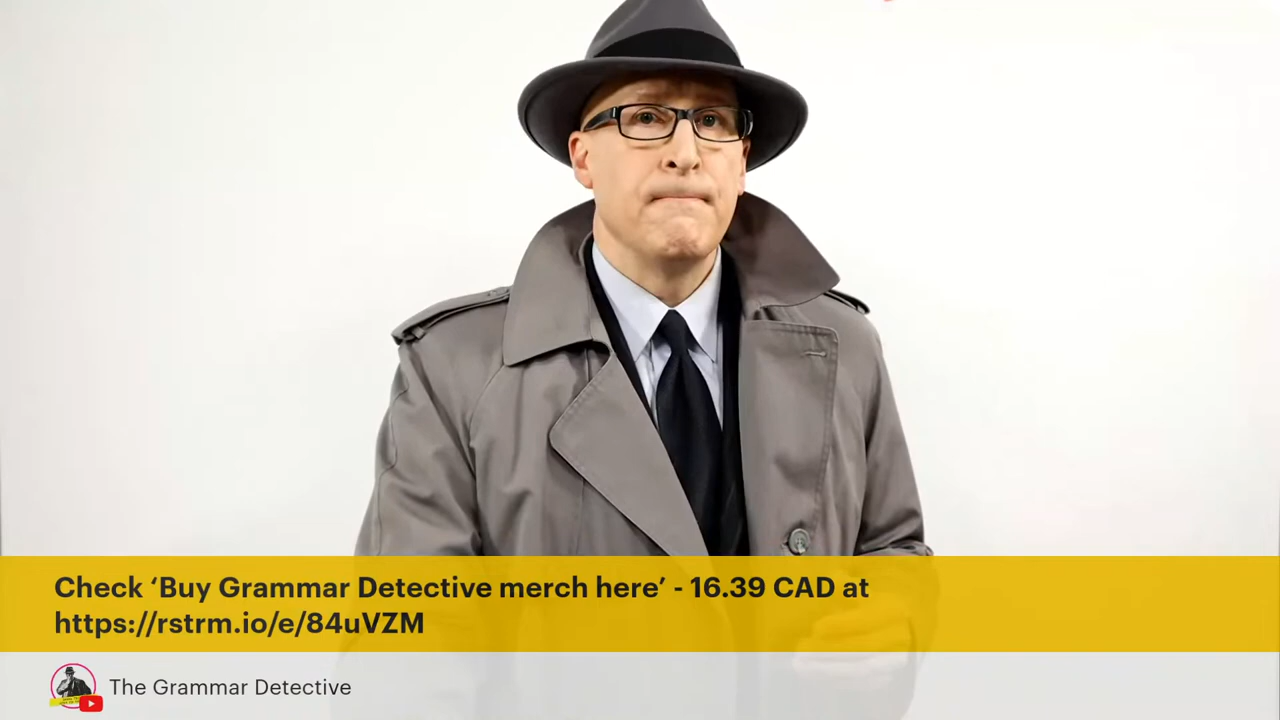 Check ‘Buy Grammar Detective merch here’ - 16.39 CAD at
https://rstrm.io/e/84uVZM
The Grammar Detective